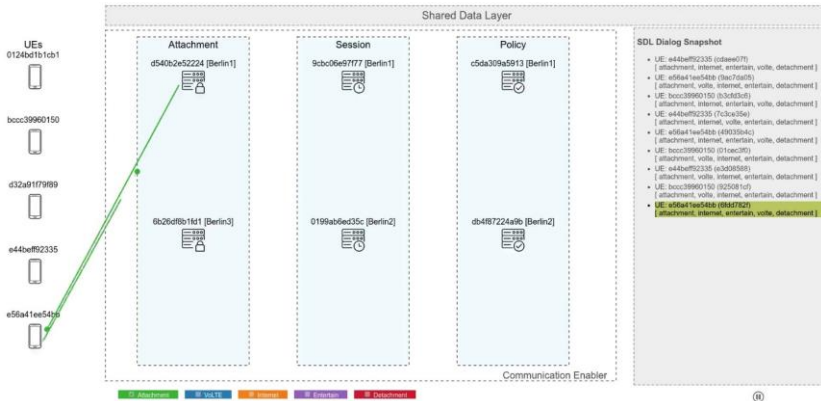 Shared Data Layer
UEs
0124bd1b1cb1
bccc39960150
d32a91f79f89
e44beff92335
e56a41ee54bb
Attachment
d540b2e52224 [Berlin1]
6b26df8b1fd1 [Berlin3]
Session
9cbc06e97f77 [Berlin1]
0199ab6ed35c [Berlin2]
Policy
c5da309a5913 [Berlin1]
db4f87224a9b [Berlin2]
Communication Enabler
SDL Dialog Snapshot
UE: e44beff92335 (cdaee07f)
[ attachment, internet, entertain, volte, detachment ]
UE: e56a41ee54bb (9ac7da05)
[ attachment, internet, entertain, volte, detachment ]
UE: bccc39960150 (b3cfd3c6)
[ attachment, volte, internet, entertain, detachment ]
UE: e44beff92335 (7c3ce35e)
[ attachment, internet, entertain, volte, detachment ]
UE: e56a41ee54bb (49035b4c)
[ attachment, internet, entertain, volte, detachment ]
UE: bccc39960150 (01cec3f0)
[ attachment, volte, internet, entertain, detachment ]
UE: e44beff92335 (e3d08568)
[ attachment, volte, internet, entertain, detachment ]
UE: bccc39960150 (925081cf)
[ attachment, volte, internet, entertain, detachment ]
UE: e56a41ee54bb (6fdd782f)
[ attachment, internet, entertain, volte, detachment ]
Attachment
VoLTE
Internet
Entertain
Detachment